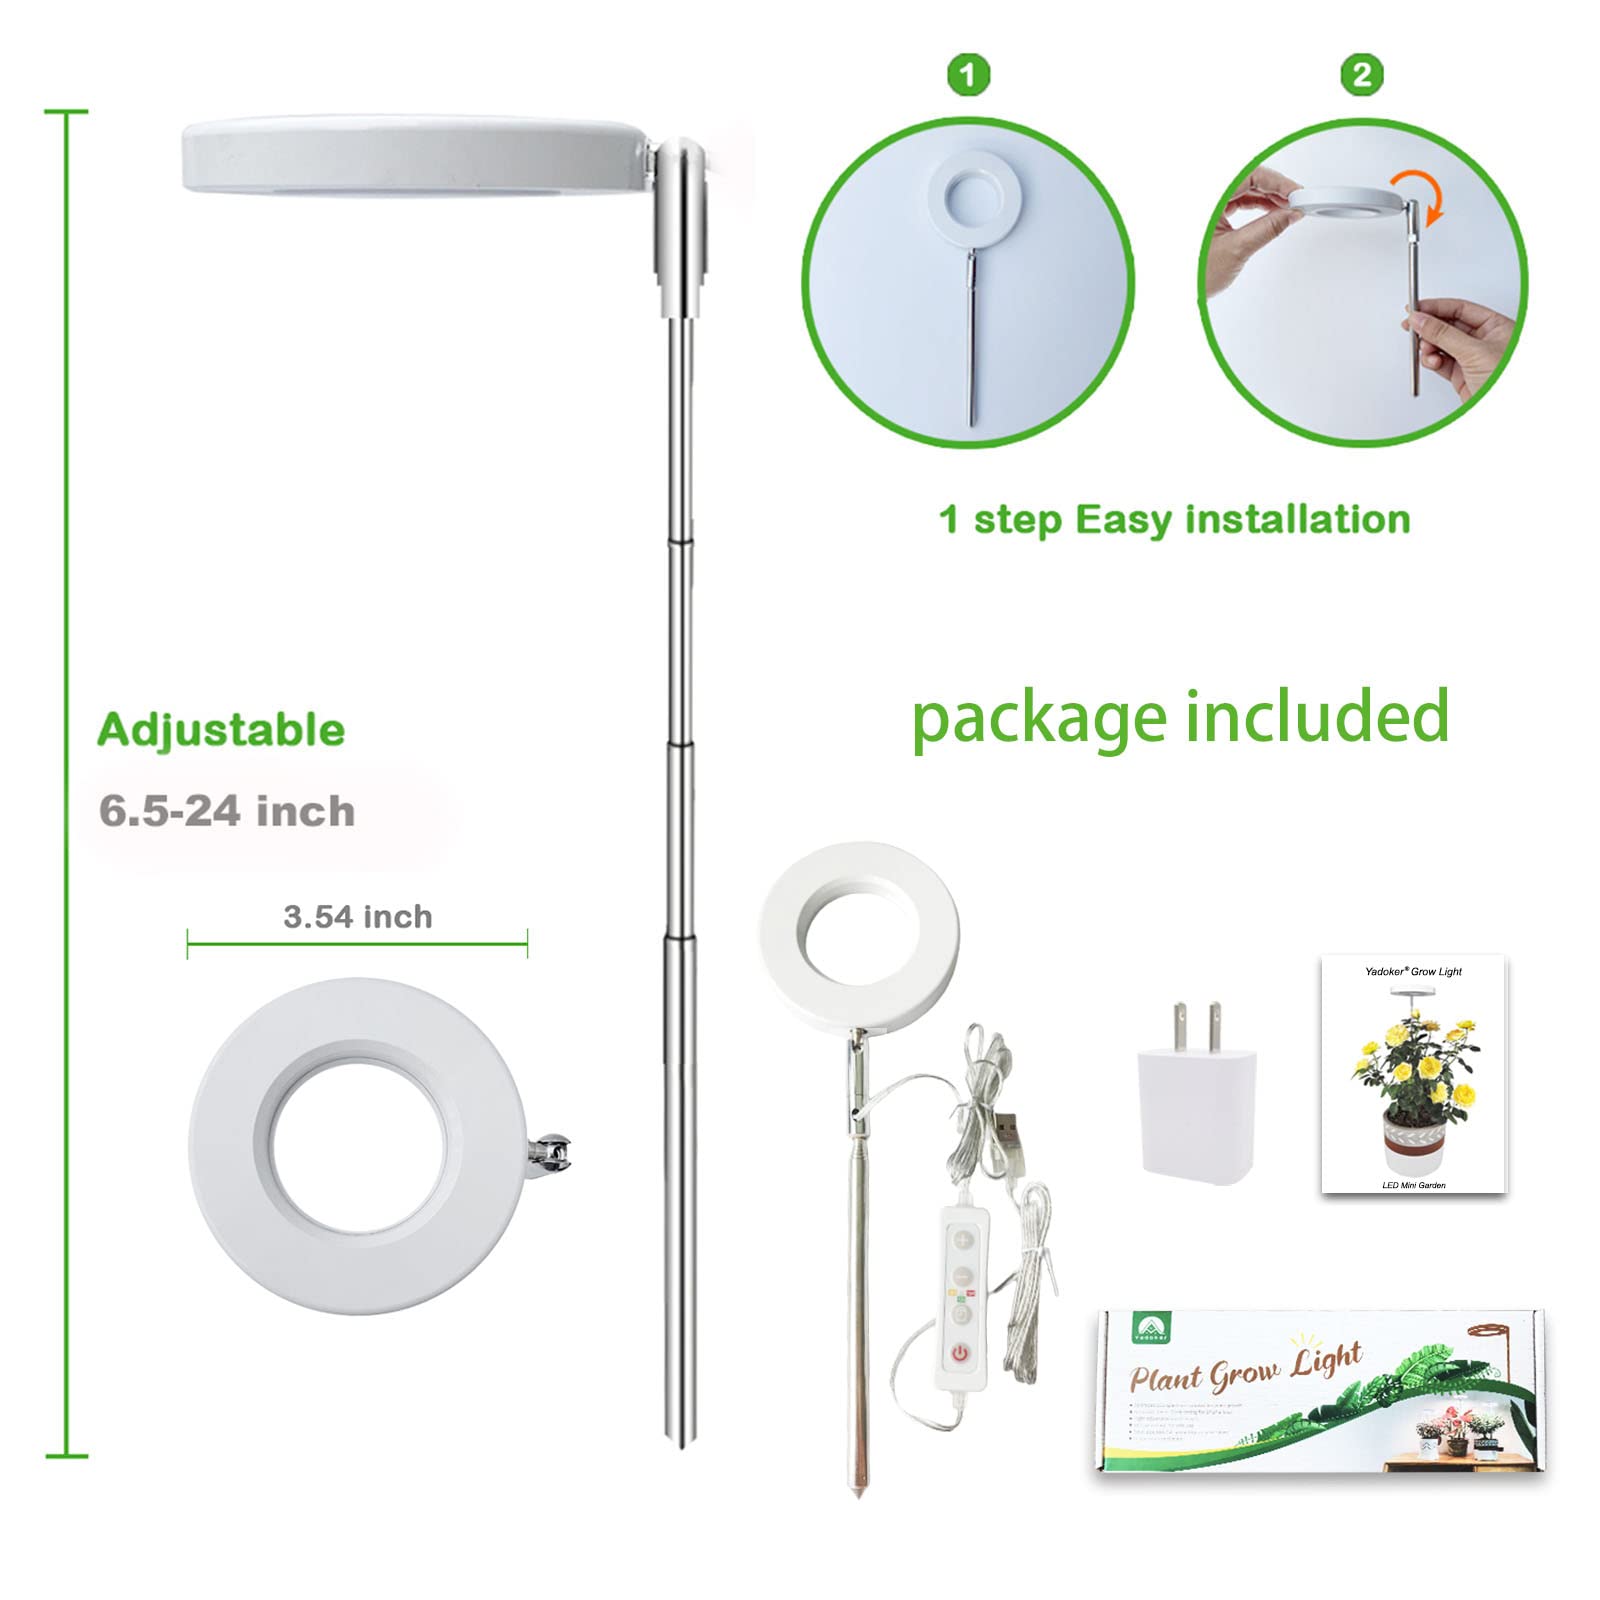 1
2
1 step Easy installation
Adjustable
6.5-24 inch
package included
3.54 inch
Yadoker® Grow Light
LED Mini Garden
Yadoker
Plant Grow Light